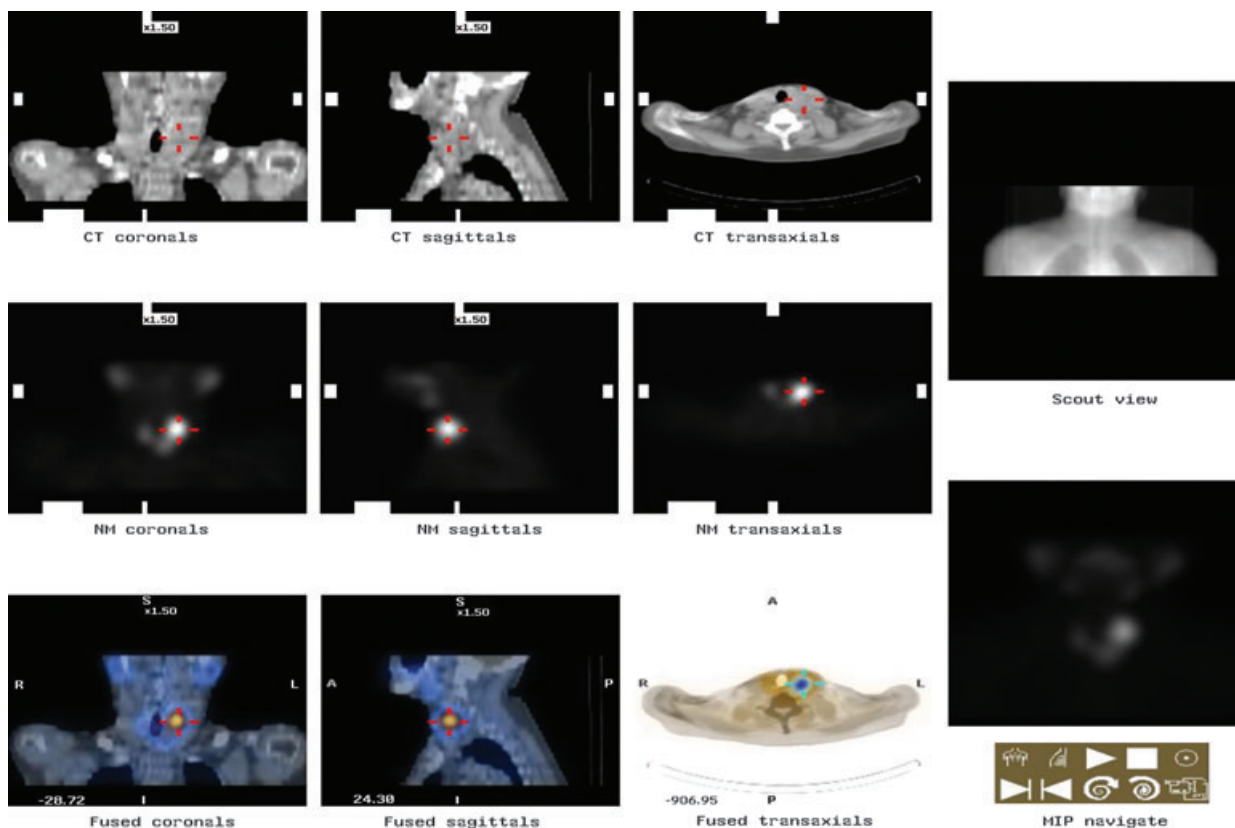 x1.50
CT coronals
x1.50
CT sagittals
CT transaxials
Scout view
x1.50
NM coronals
x1.50
NM sagittals
NM transaxials
S
x1.50
R
L
-28.72
I
Fused coronals
S
x1.50
A
P
24.30
I
Fused sagittals
A
R
L
-906.95
P
Fused transaxials
MIP navigate